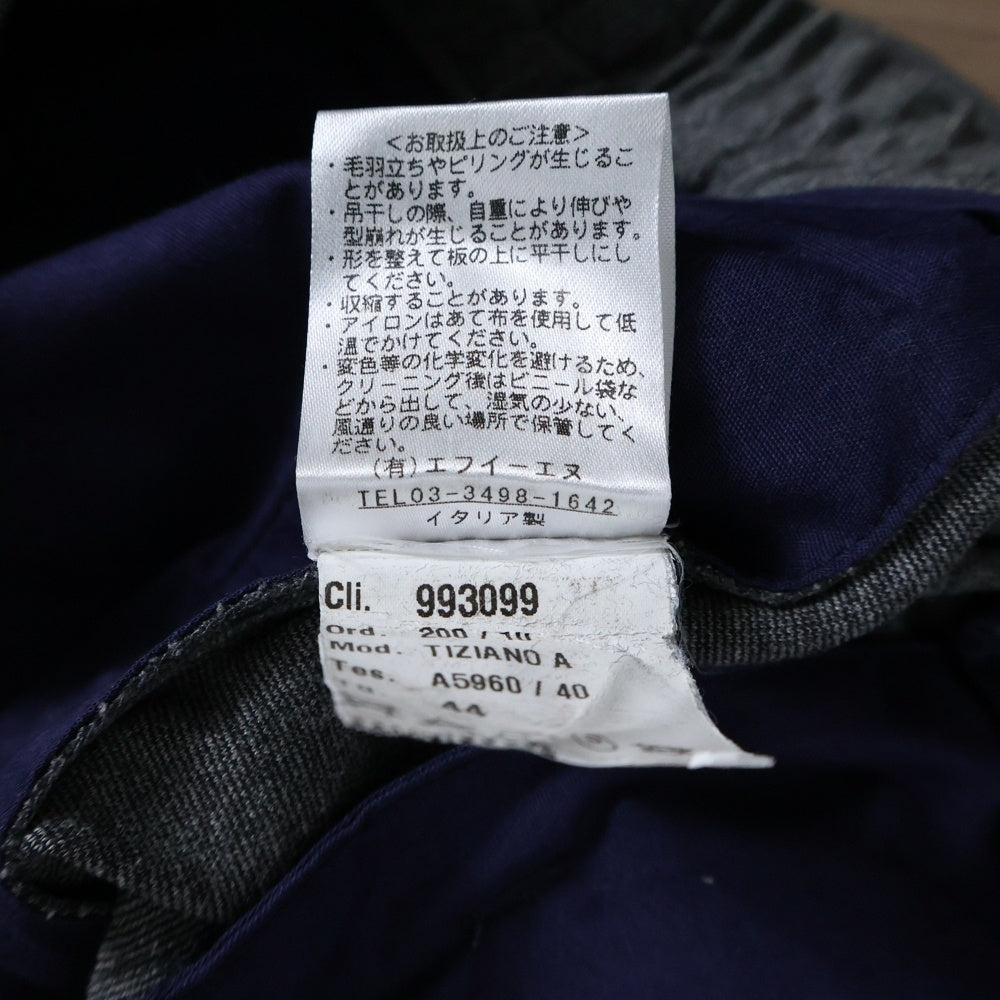 ＜お取扱上のご注意＞
・毛羽立ちやピリングが生じるこ
とがあります。
・吊干しの際、自重により伸びや
型崩れが生じることがあります。
・形を整えて板の上に平干しにし
てください。
・収縮することがあります。
・アイロンはあて布を使用して低
温でかけてください。
・変色等の化学変化を避けるため、
クリーニング後はビニール袋な
どから出して、湿気の少ない、
風通りの良い場所で保管してく
ださい。
(有)エフイーエヌ
TEL03-3498-1642
イタリア製
Cli. 993099
Ord. 200 / 10
Mod. TIZIANO A
Tes. A5960 / 40
44